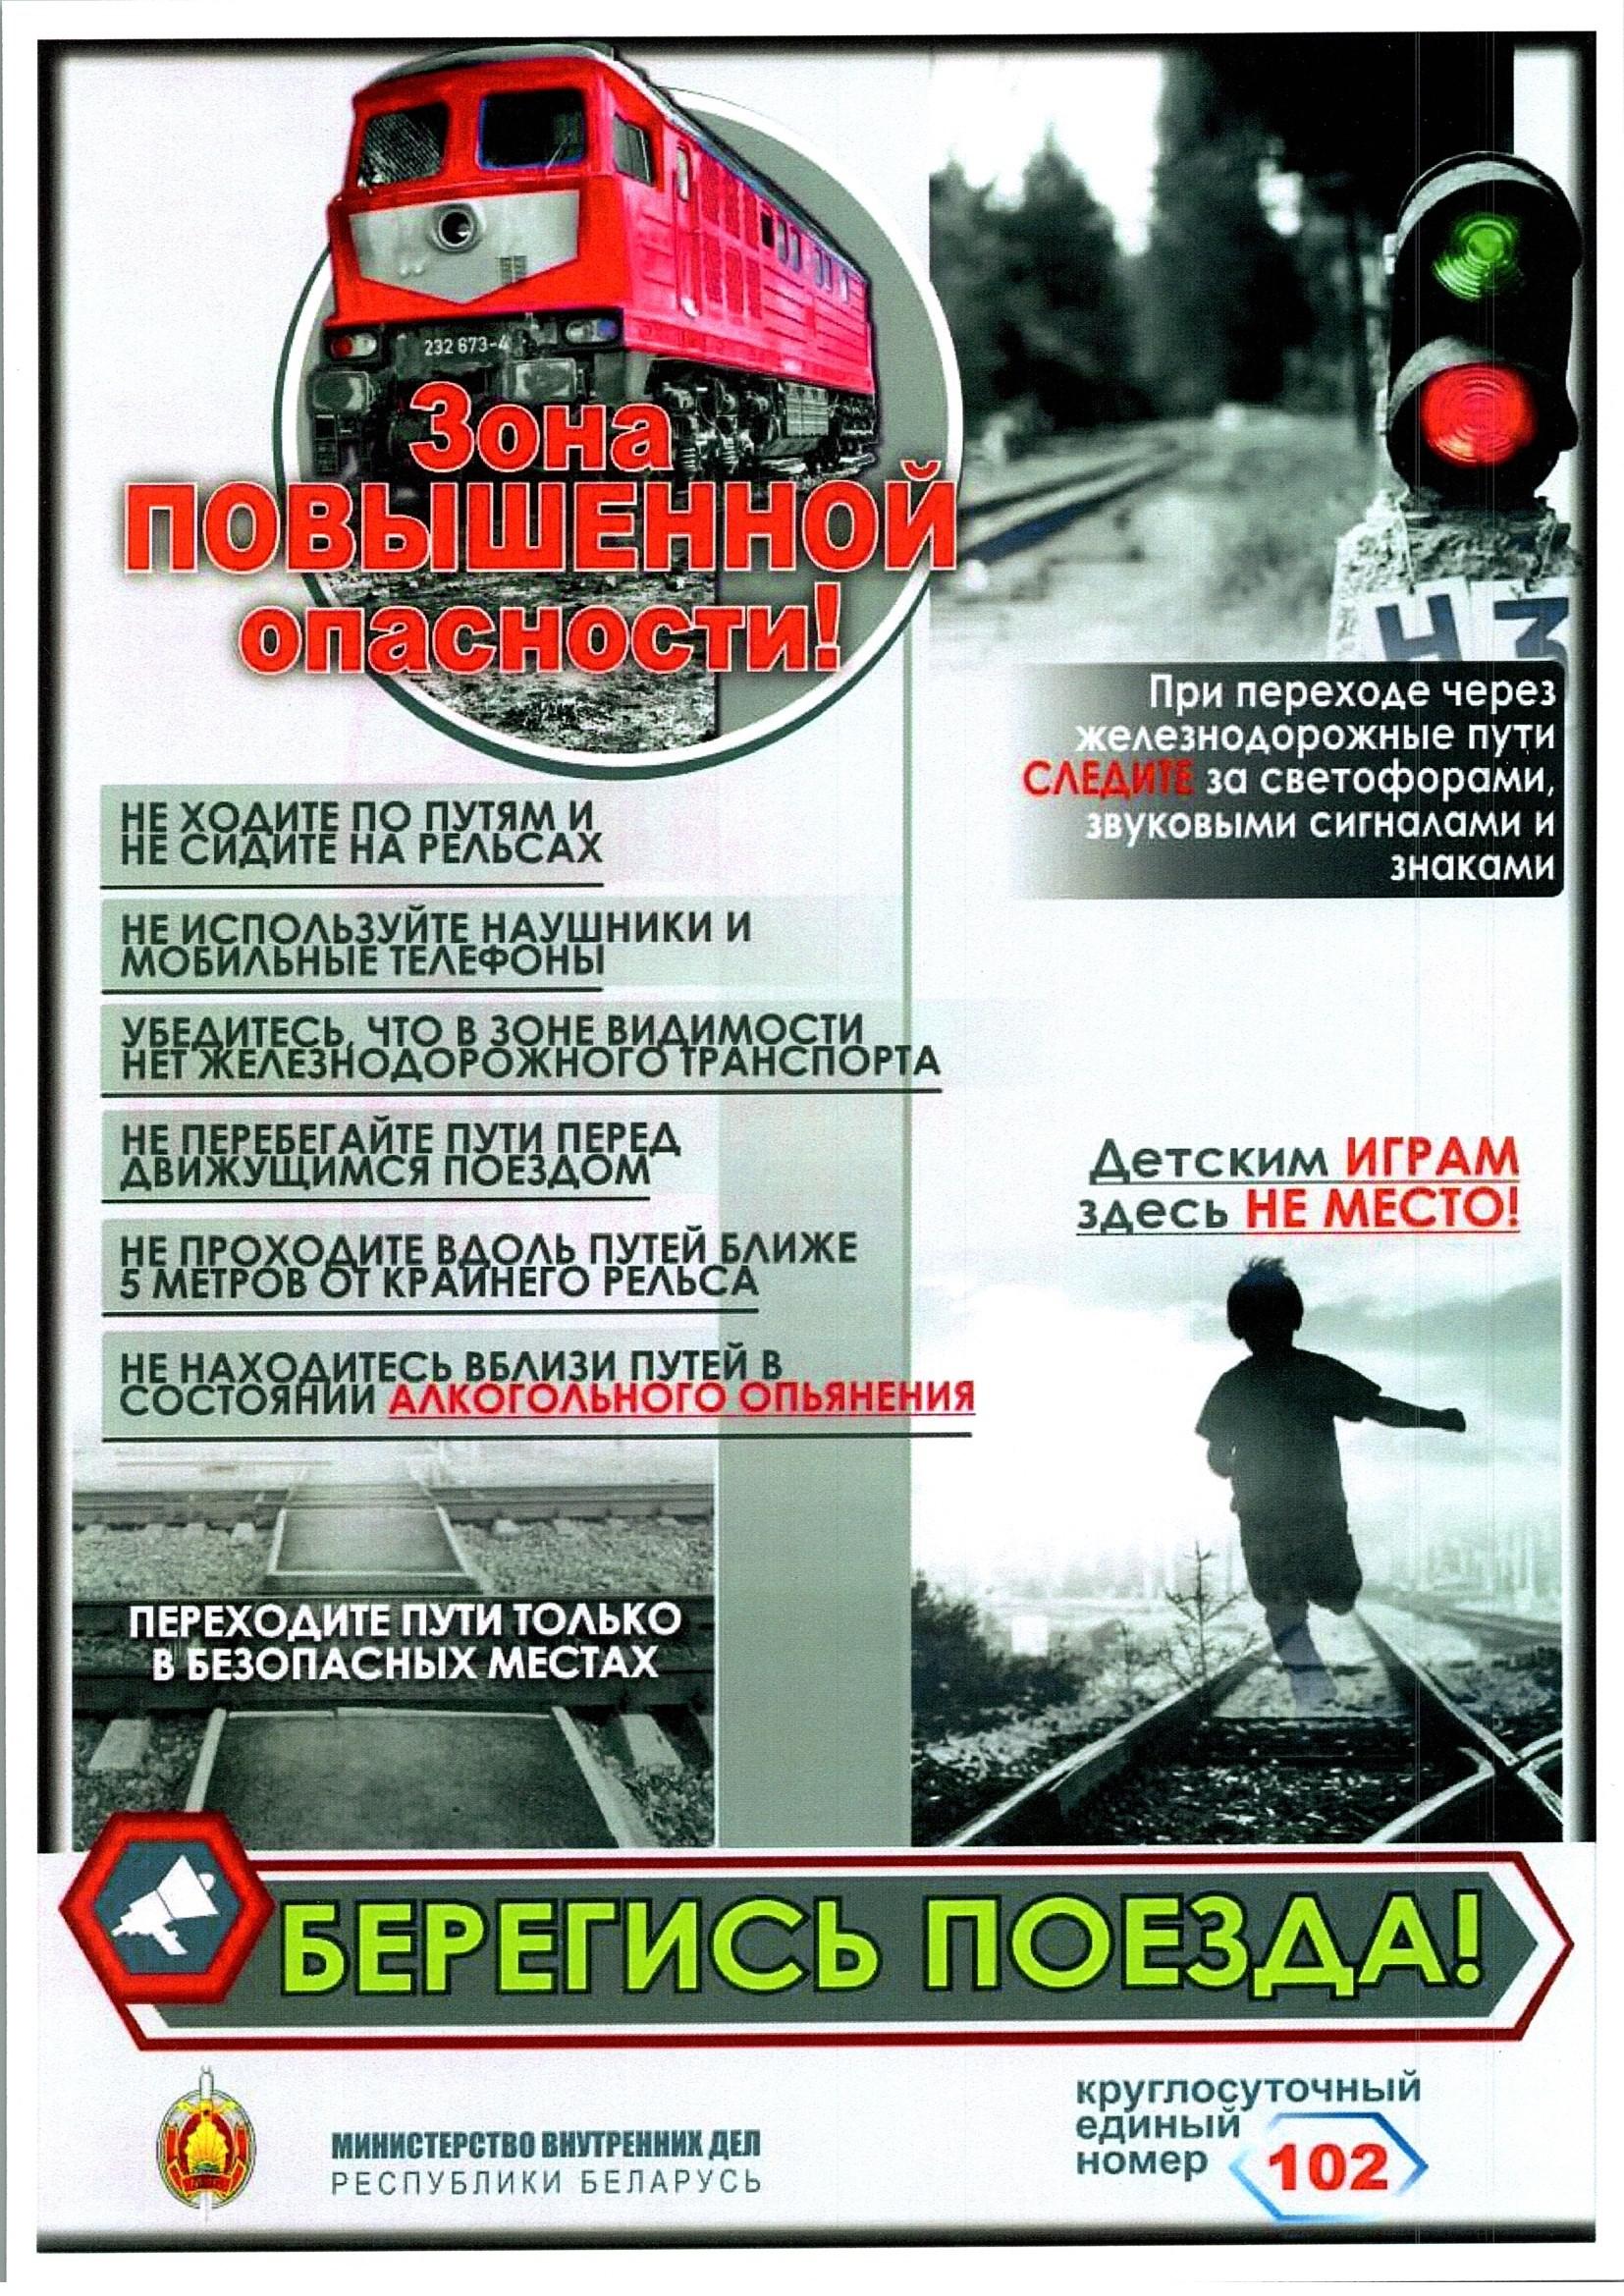 232 673-4
Зона
ПОВЫШЕННОЙ
опасности!
Н 3
При переходе через
железнодорожные пути
СЛЕДИТЕ за светофорами,
звуковыми сигналами и
знаками
НЕ ХОДИТЕ ПО ПУТЯМ И
НЕ СИДИТЕ НА РЕЛЬСАХ
НЕ ИСПОЛЬЗУЙТЕ НАУШНИКИ И
МОБИЛЬНЫЕ ТЕЛЕФОНЫ
УБЕДИТЕСЬ, ЧТО В ЗОНЕ ВИДИМОСТИ
НЕТ ЖЕЛЕЗНОДОРОЖНОГО ТРАНСПОРТА
НЕ ПЕРЕБЕГАЙТЕ ПУТИ ПЕРЕД
ДВИЖУЩИМСЯ ПОЕЗДОМ
НЕ ПРОХОДИТЕ ВДОЛЬ ПУТЕЙ БЛИЖЕ
5 МЕТРОВ ОТ КРАЙНЕГО РЕЛЬСА
НЕ НАХОДИТЕСЬ ВБЛИЗИ ПУТЕЙ В
СОСТОЯНИИ АЛКОГОЛЬНОГО ОПЬЯНЕНИЯ
Детским ИГРАМ
здесь НЕ МЕСТО!
ПЕРЕХОДИТЕ ПУТИ ТОЛЬКО
В БЕЗОПАСНЫХ МЕСТАХ
БЕРЕГИСЬ ПОЕЗДА!
МИНИСТЕРСТВО ВНУТРЕННИХ ДЕЛ
РЕСПУБЛИКИ БЕЛАРУСЬ
круглосуточный
единый
номер 102